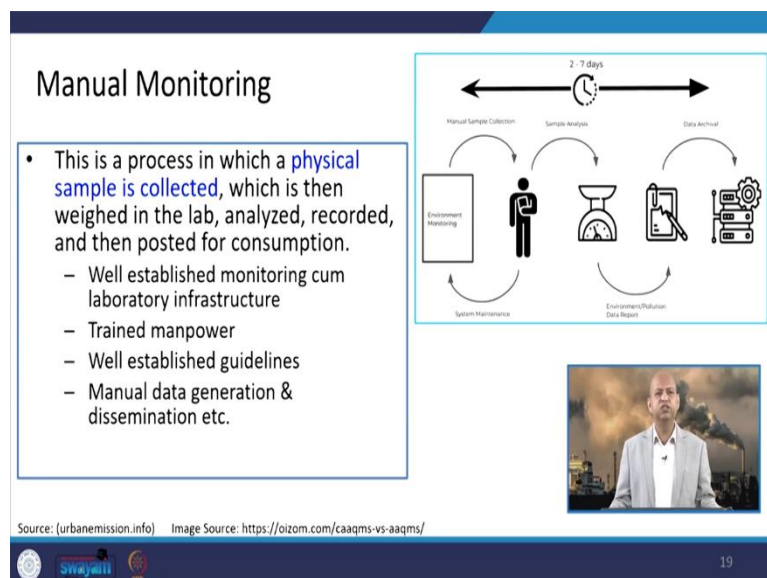 Manual Monitoring
• This is a process in which a physical
sample is collected, which is then
weighed in the lab, analyzed, recorded,
and then posted for consumption.
– Well established monitoring cum
laboratory infrastructure
– Trained manpower
– Well established guidelines
– Manual data generation &
dissemination etc.
2 - 7 days
Manual Sample Collection
Sample Analysis
Data Archival
Environment
Monitoring
System Maintenance
Environment/Pollution
Data Report
Source: (urbanemission.info) Image Source: https://oizom.com/caaqms-vs-aaqms/
swayam
19